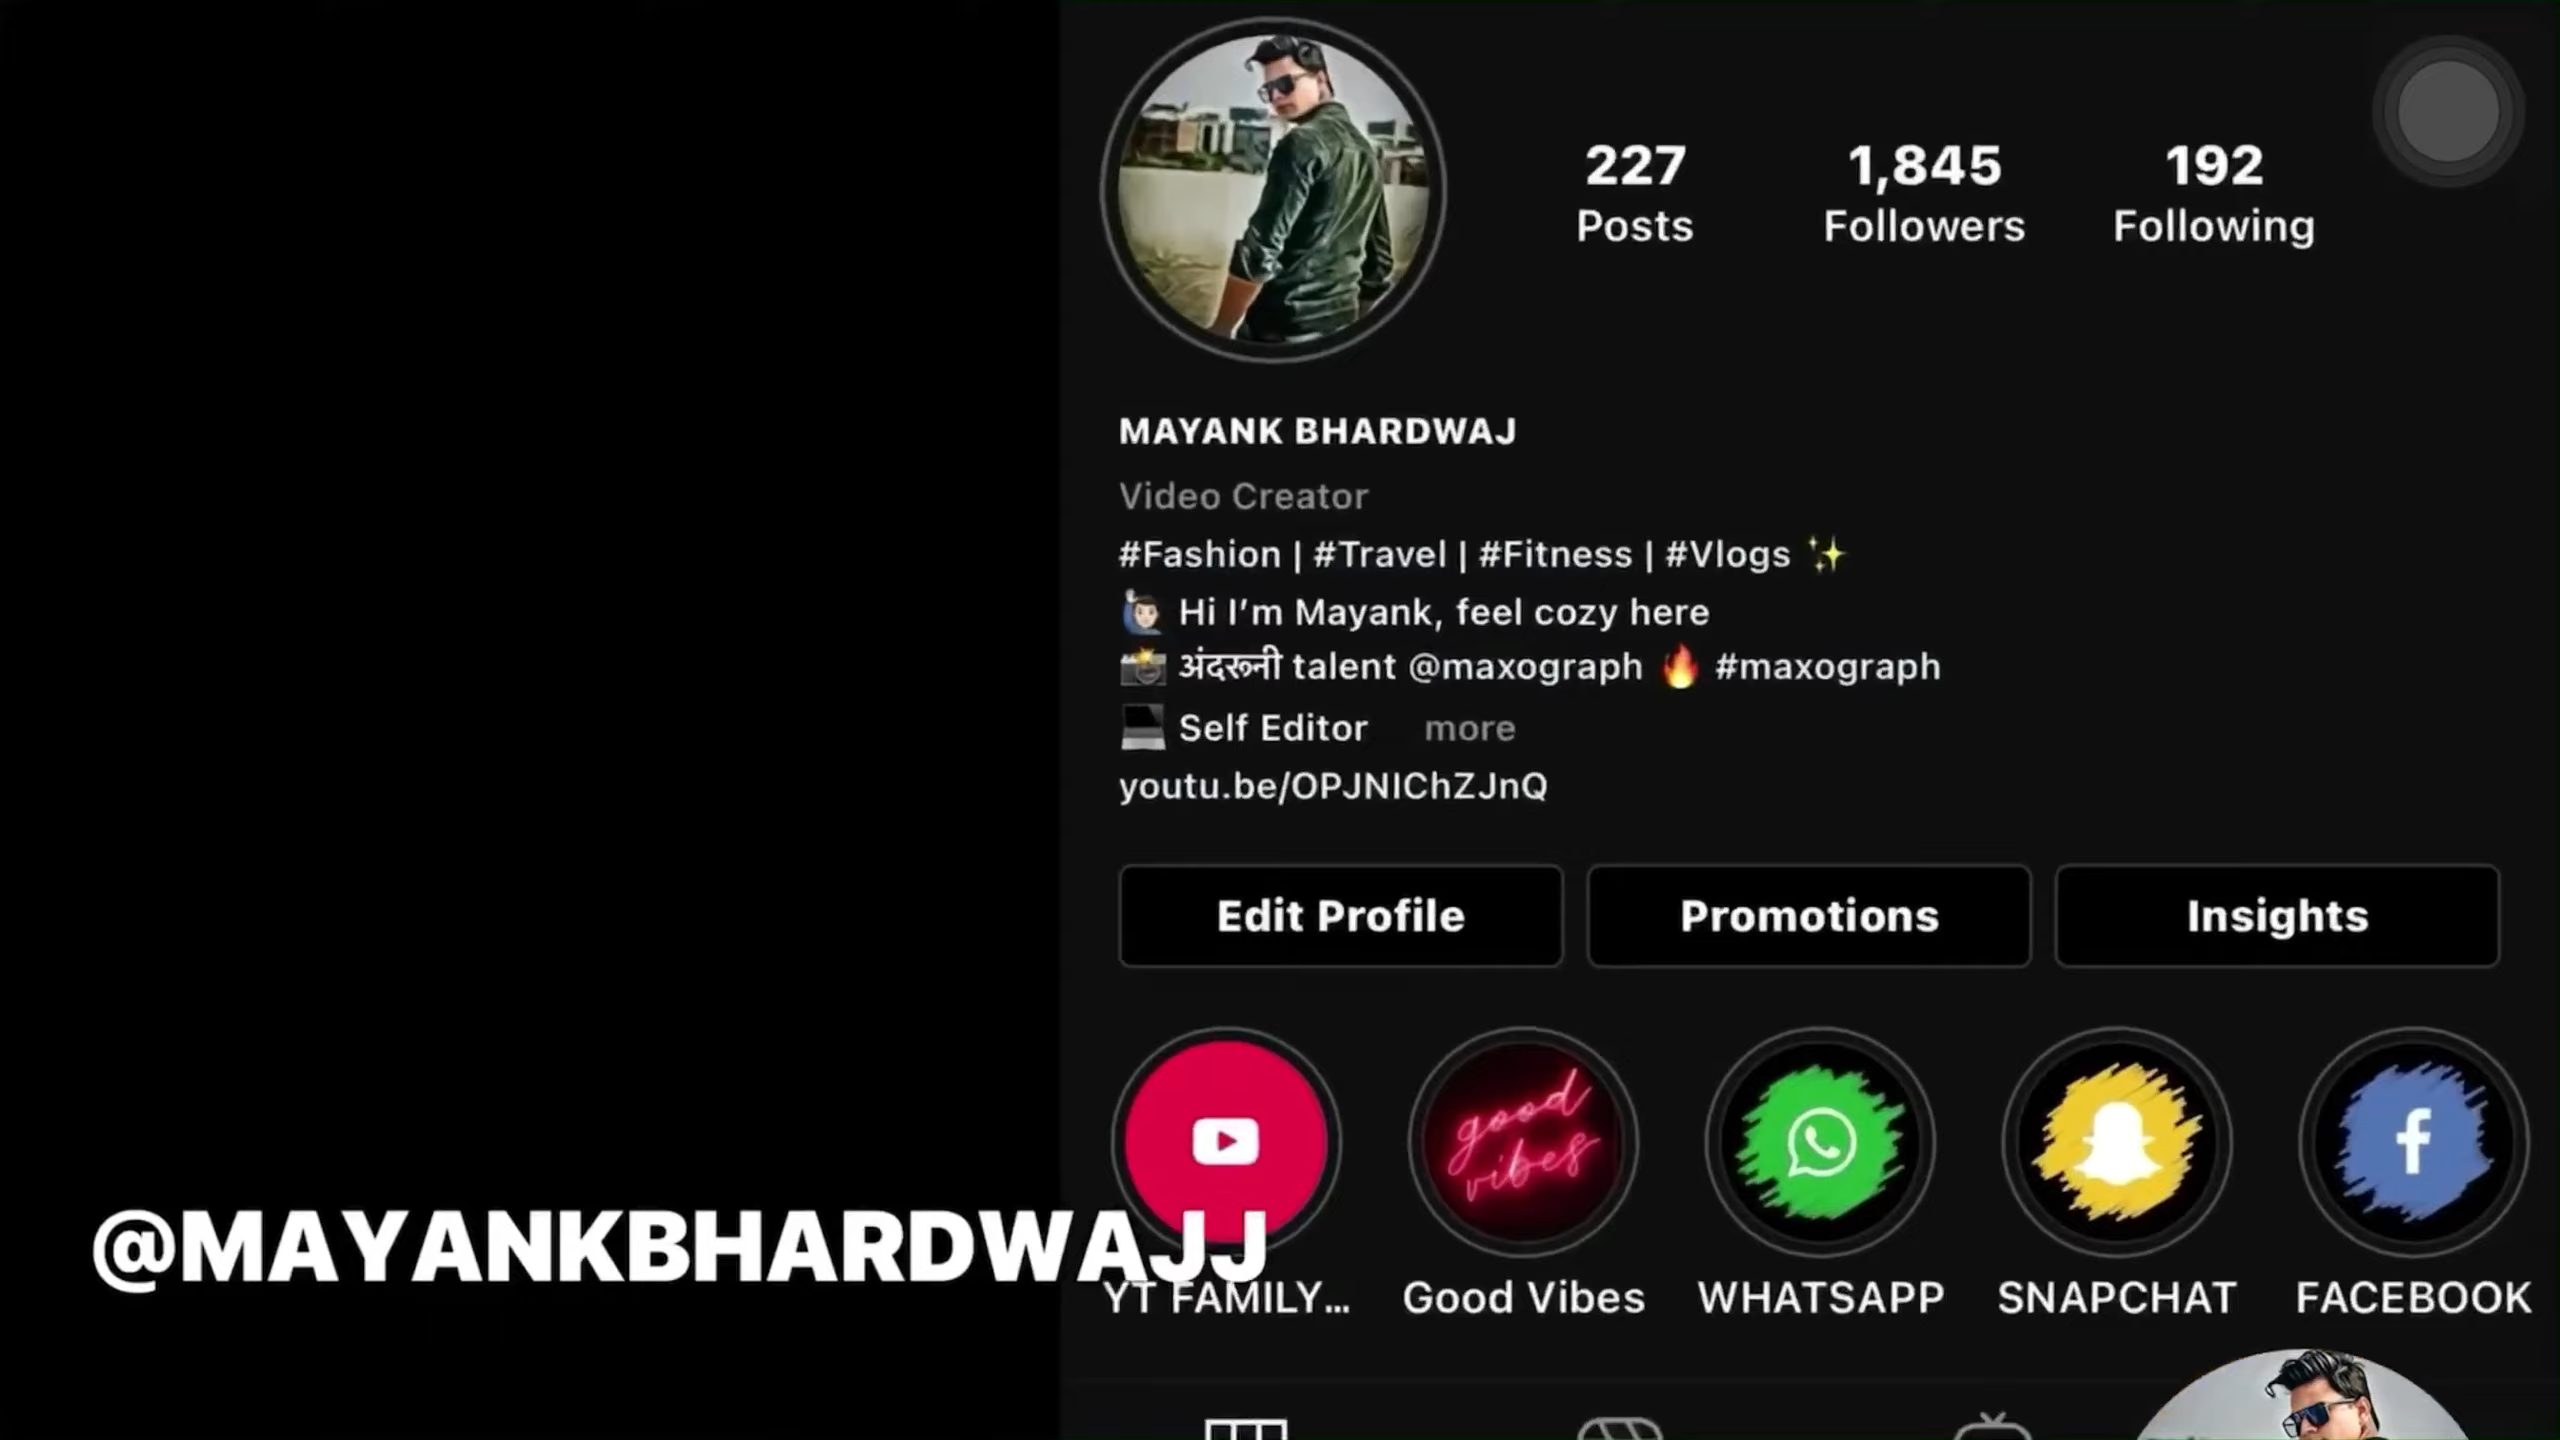 227
Posts
1,845
Followers
192
Following
MAYANK BHARDWAJ
Video Creator
#Fashion | #Travel | #Fitness | #Vlogs ✨
🙋🏻‍♂️ Hi I’m Mayank, feel cozy here
📸 अंदरूनी talent @maxograph 🔥 #maxograph
💻 Self Editor more
youtu.be/OPJNIChZJnQ
Edit Profile
Promotions
Insights
good
vibes
YT FAMILY...
Good Vibes
WHATSAPP
SNAPCHAT
FACEBOOK
@MAYANKBHARDWAJJ